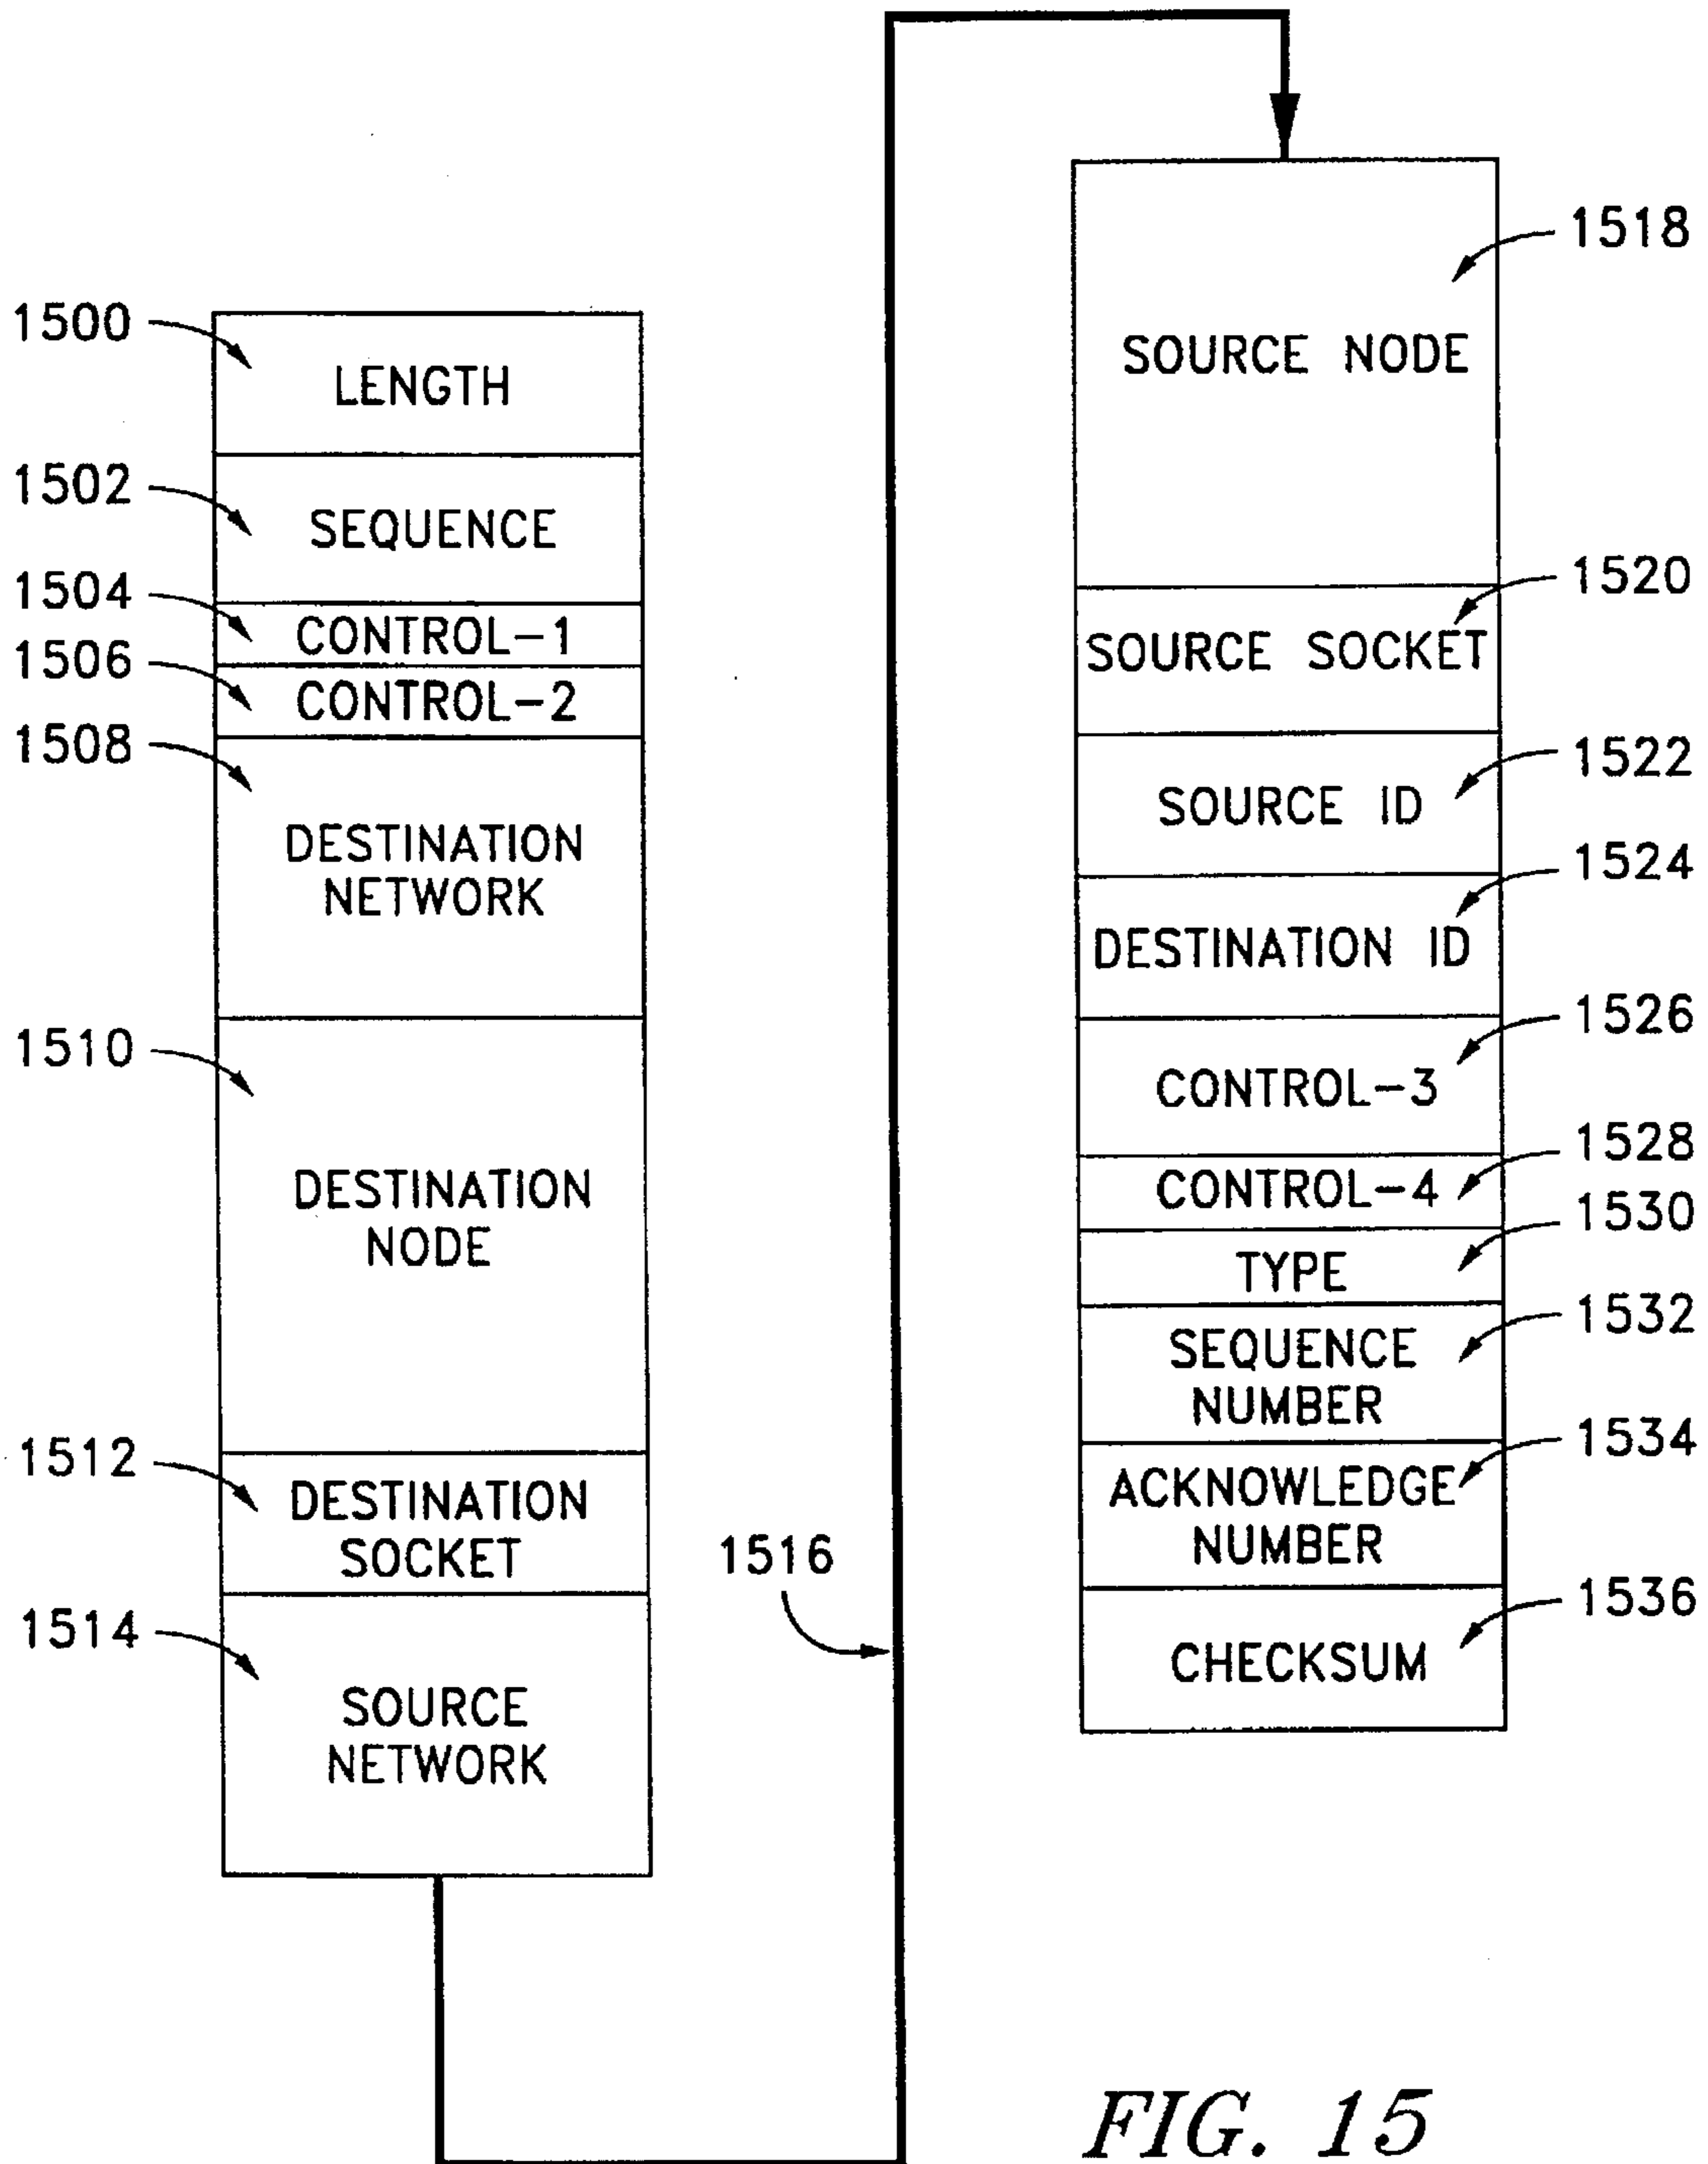 1500
LENGTH
1502
SEQUENCE
1504
CONTROL-1
1506
CONTROL-2
1508
DESTINATION
NETWORK
1510
DESTINATION
NODE
1512
DESTINATION
SOCKET
1514
SOURCE
NETWORK
1516
1518
SOURCE NODE
1520
SOURCE SOCKET
1522
SOURCE ID
1524
DESTINATION ID
1526
CONTROL-3
1528
CONTROL-4
1530
TYPE
1532
SEQUENCE
NUMBER
1534
ACKNOWLEDGE
NUMBER
1536
CHECKSUM
FIG. 15